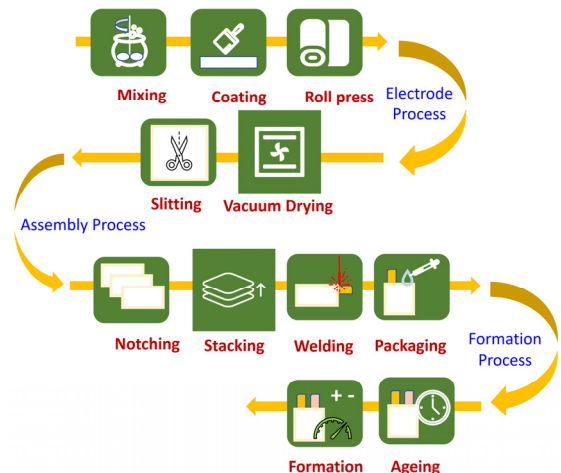 Mixing
Coating
Roll press
Electrode
Process
Slitting
Vacuum Drying
Assembly Process
Notching
Stacking
Welding
Packaging
Formation
Process
Formation
Ageing